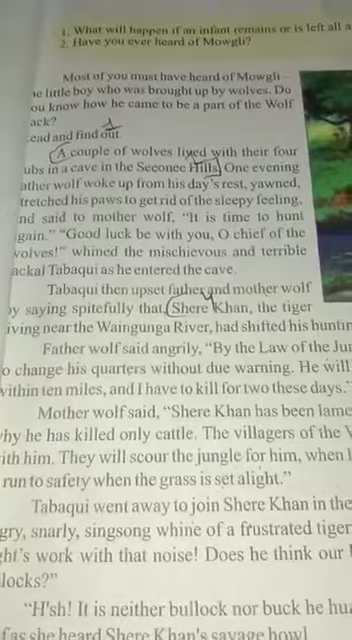 1. What will happen if an infant remains or is left all a
2. Have you ever heard of Mowgli?
Most of you must have heard of Mowgli –
he little boy who was brought up by wolves. Do
ou know how he came to be a part of the Wolf
ack?
ead and find out.
A couple of wolves lived with their four
ubs in a cave in the Seeonee Hills. One evening
ather wolf woke up from his day's rest, yawned,
tretched his paws to get rid of the sleepy feeling,
nd said to mother wolf, "It is time to hunt
gain." "Good luck be with you, O chief of the
volves!" whined the mischievous and terrible
ackal Tabaqui as he entered the cave.
Tabaqui then upset father and mother wolf
by saying spitefully that Shere Khan, the tiger
iving near the Waingunga River, had shifted his huntin
Father wolf said angrily, "By the Law of the Jun
o change his quarters without due warning. He will
within ten miles, and I have to kill for two these days."
Mother wolf said, "Shere Khan has been lame
why he has killed only cattle. The villagers of the W
ith him. They will scour the jungle for him, when h
run to safety when the grass is set alight."
Tabaqui went away to join Shere Khan in the
gry, snarly, singsong whine of a frustrated tiger
ght's work with that noise! Does he think our
locks?"
"H'sh! It is neither bullock nor buck he hu
fas she heard Shere Khan's savage howl